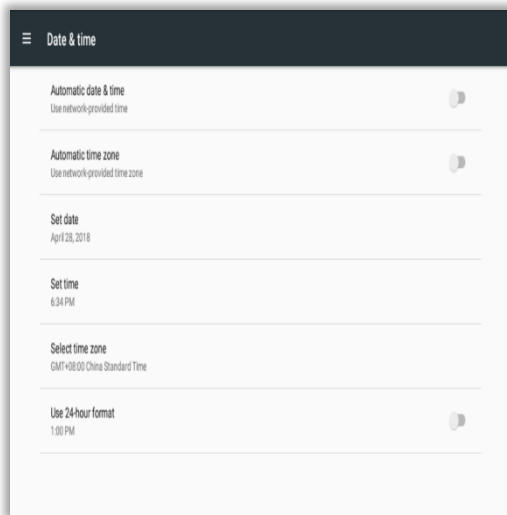 Date & time
Automatic date & time
Use network-provided time
Automatic time zone
Use network-provided time zone
Set date
April 28, 2018
Set time
6:34 PM
Select time zone
GMT+08:00 China Standard Time
Use 24-hour format
1:00 PM